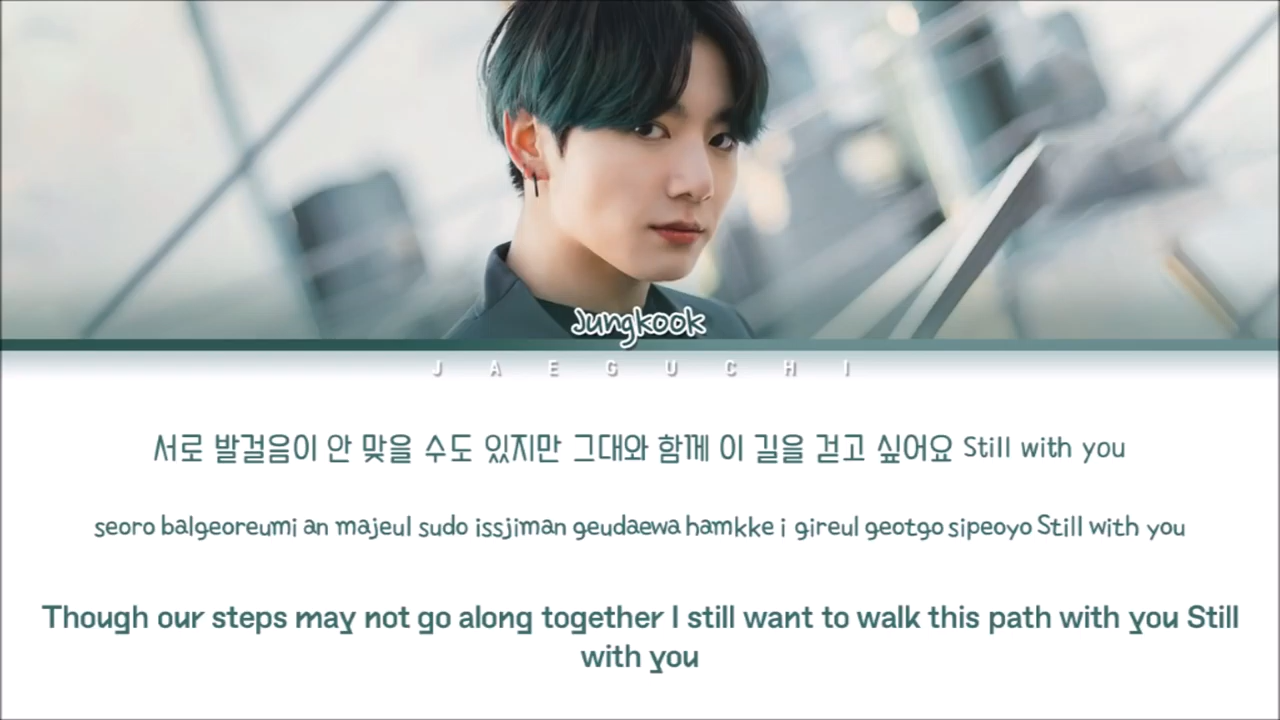 Jungkook
J A E G U C H I
서로 발걸음이 안 맞을 수도 있지만 그대와 함께 이 길을 걷고 싶어요 Still with you
seoro balgeoreumi an majeul sudo issjiman geudaewa hamkke i gireul geotgo sipeoyo Still with you
Though our steps may not go along together I still want to walk this path with you Still
with you